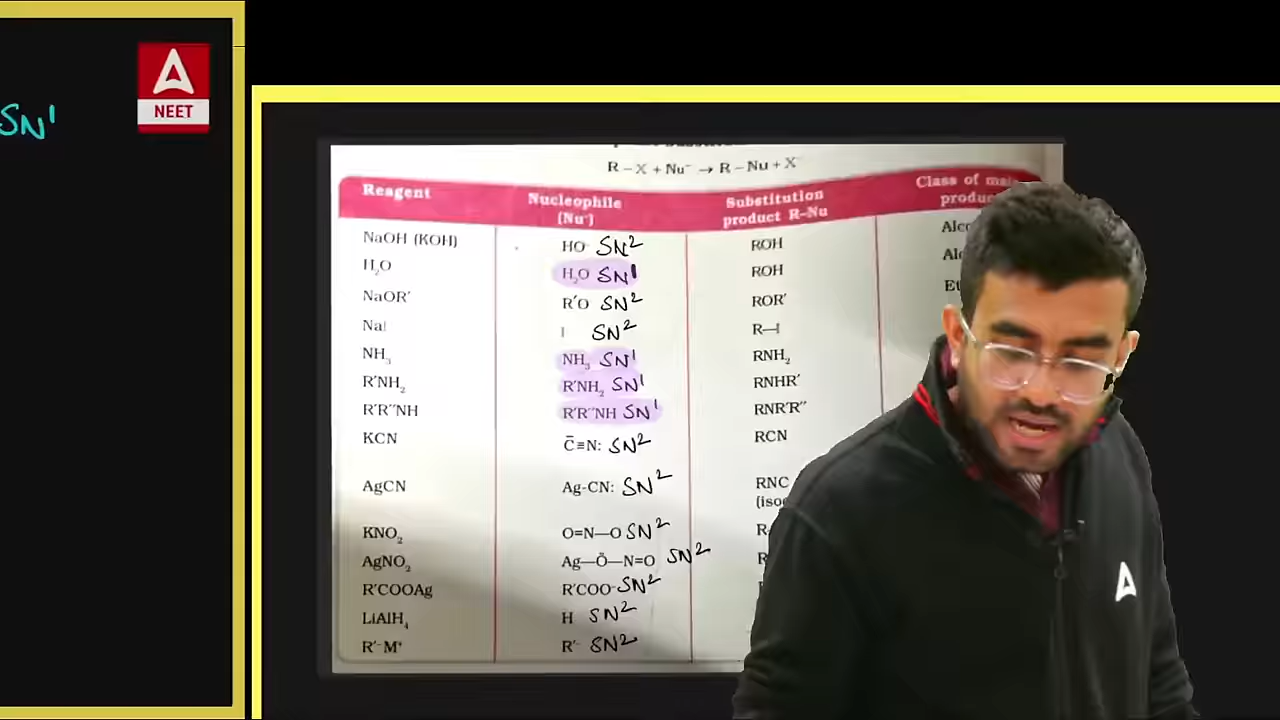 SN1
A
NEET
R–X + Nu⁻ → R–Nu + X
Reagent Nucleophile (Nu⁻) Substitution product R–Nu Class of main
NaOH (KOH) HO SN2 ROH
H₂O H₂O SN1 ROH
NaOR′ R′O SN2 ROR′
NaI I SN2 R—I
NH₃ NH₃ SN1 RNH₂
R′NH₂ R′NH₂ SN1 RNHR′
R′R″NH R′R″NH SN1 RNR′R″
KCN C̄≡N: SN2 RCN
AgCN Ag-CN: SN2 RNC
KNO₂ O=N—O SN2
AgNO₂ Ag—Ö—N=O SN2
R′COOAg R′COO⁻ SN2
LiAlH₄ H SN2
R′⁻M⁺ R′⁻ SN2